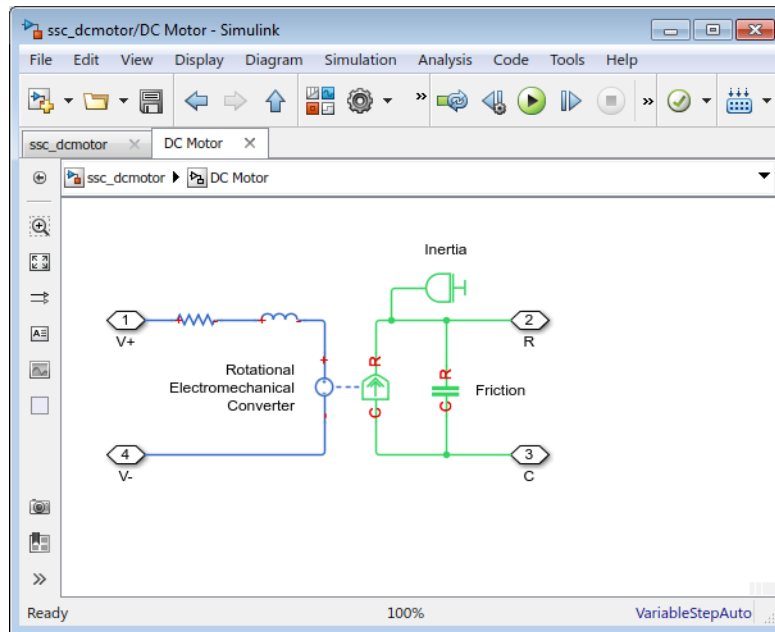 ssc_dcmotor/DC Motor - Simulink
File Edit View Display Diagram Simulation Analysis Code Tools Help
» »
ssc_dcmotor DC Motor
ssc_dcmotor DC Motor
Inertia
1 + - + - 2
V+ R
+ R
Rotational
Electromechanical
Converter
R
Friction
- C C
4 3
V- C
A
»
Ready 100% VariableStepAuto